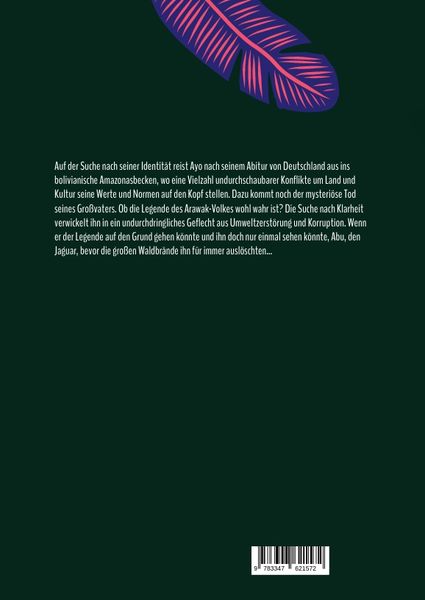 Auf der Suche nach seiner Identität reist Ayo nach seinem Abitur von Deutschland aus ins
bolivianische Amazonasbecken, wo eine Vielzahl undurchschaubarer Konflikte um Land und
Kultur seine Werte und Normen auf den Kopf stellen. Dazu kommt noch der mysteriöse Tod
seines Großvaters. Ob die Legende des Arawak-Volkes wohl wahr ist? Die Suche nach Klarheit
verwickelt ihn in ein undurchdringliches Geflecht aus Umweltzerstörung und Korruption. Wenn
er der Legende auf den Grund gehen könnte und ihn doch nur einmal sehen könnte, Abu, den
Jaguar, bevor die großen Waldbrände ihn für immer auslöschten...
9 783347 621572